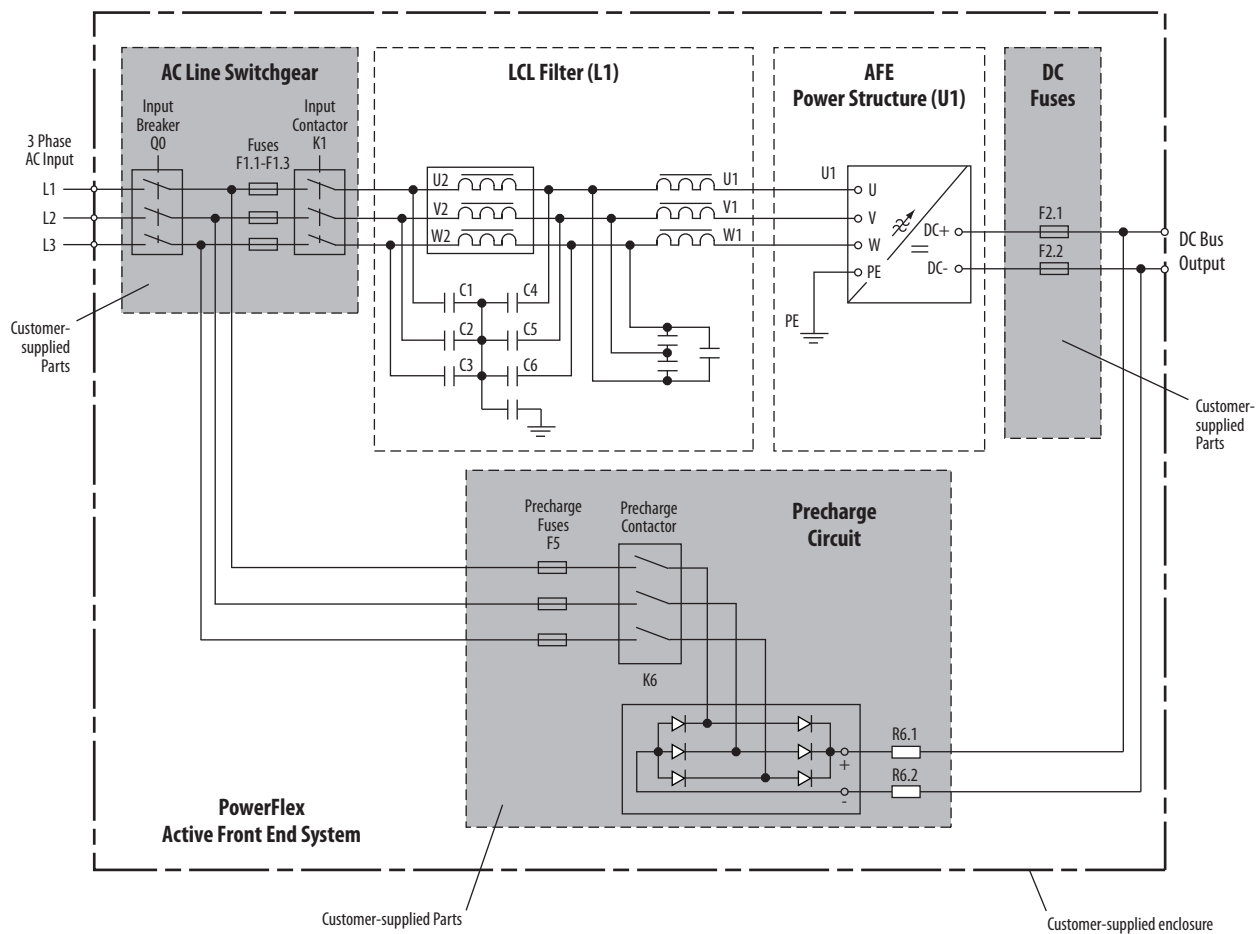 AC Line Switchgear
LCL Filter (L1)
AFE
Power Structure (U1)
DC
Fuses
Input
Breaker
Q0
Fuses
F1.1-F1.3
Input
Contactor
K1
3 Phase
AC Input
L1
L2
L3
U2
V2
W2
U1
V1
W1
U1
U
V
W
PE
DC+
DC-
F2.1
F2.2
DC Bus
Output
C1
C4
C2
C5
C3
C6
PE
Customer-
supplied
Parts
Customer-
supplied
Parts
Precharge
Fuses
F5
Precharge
Contactor
Precharge
Circuit
K6
R6.1
+
R6.2
-
PowerFlex
Active Front End System
Customer-supplied Parts
Customer-supplied enclosure